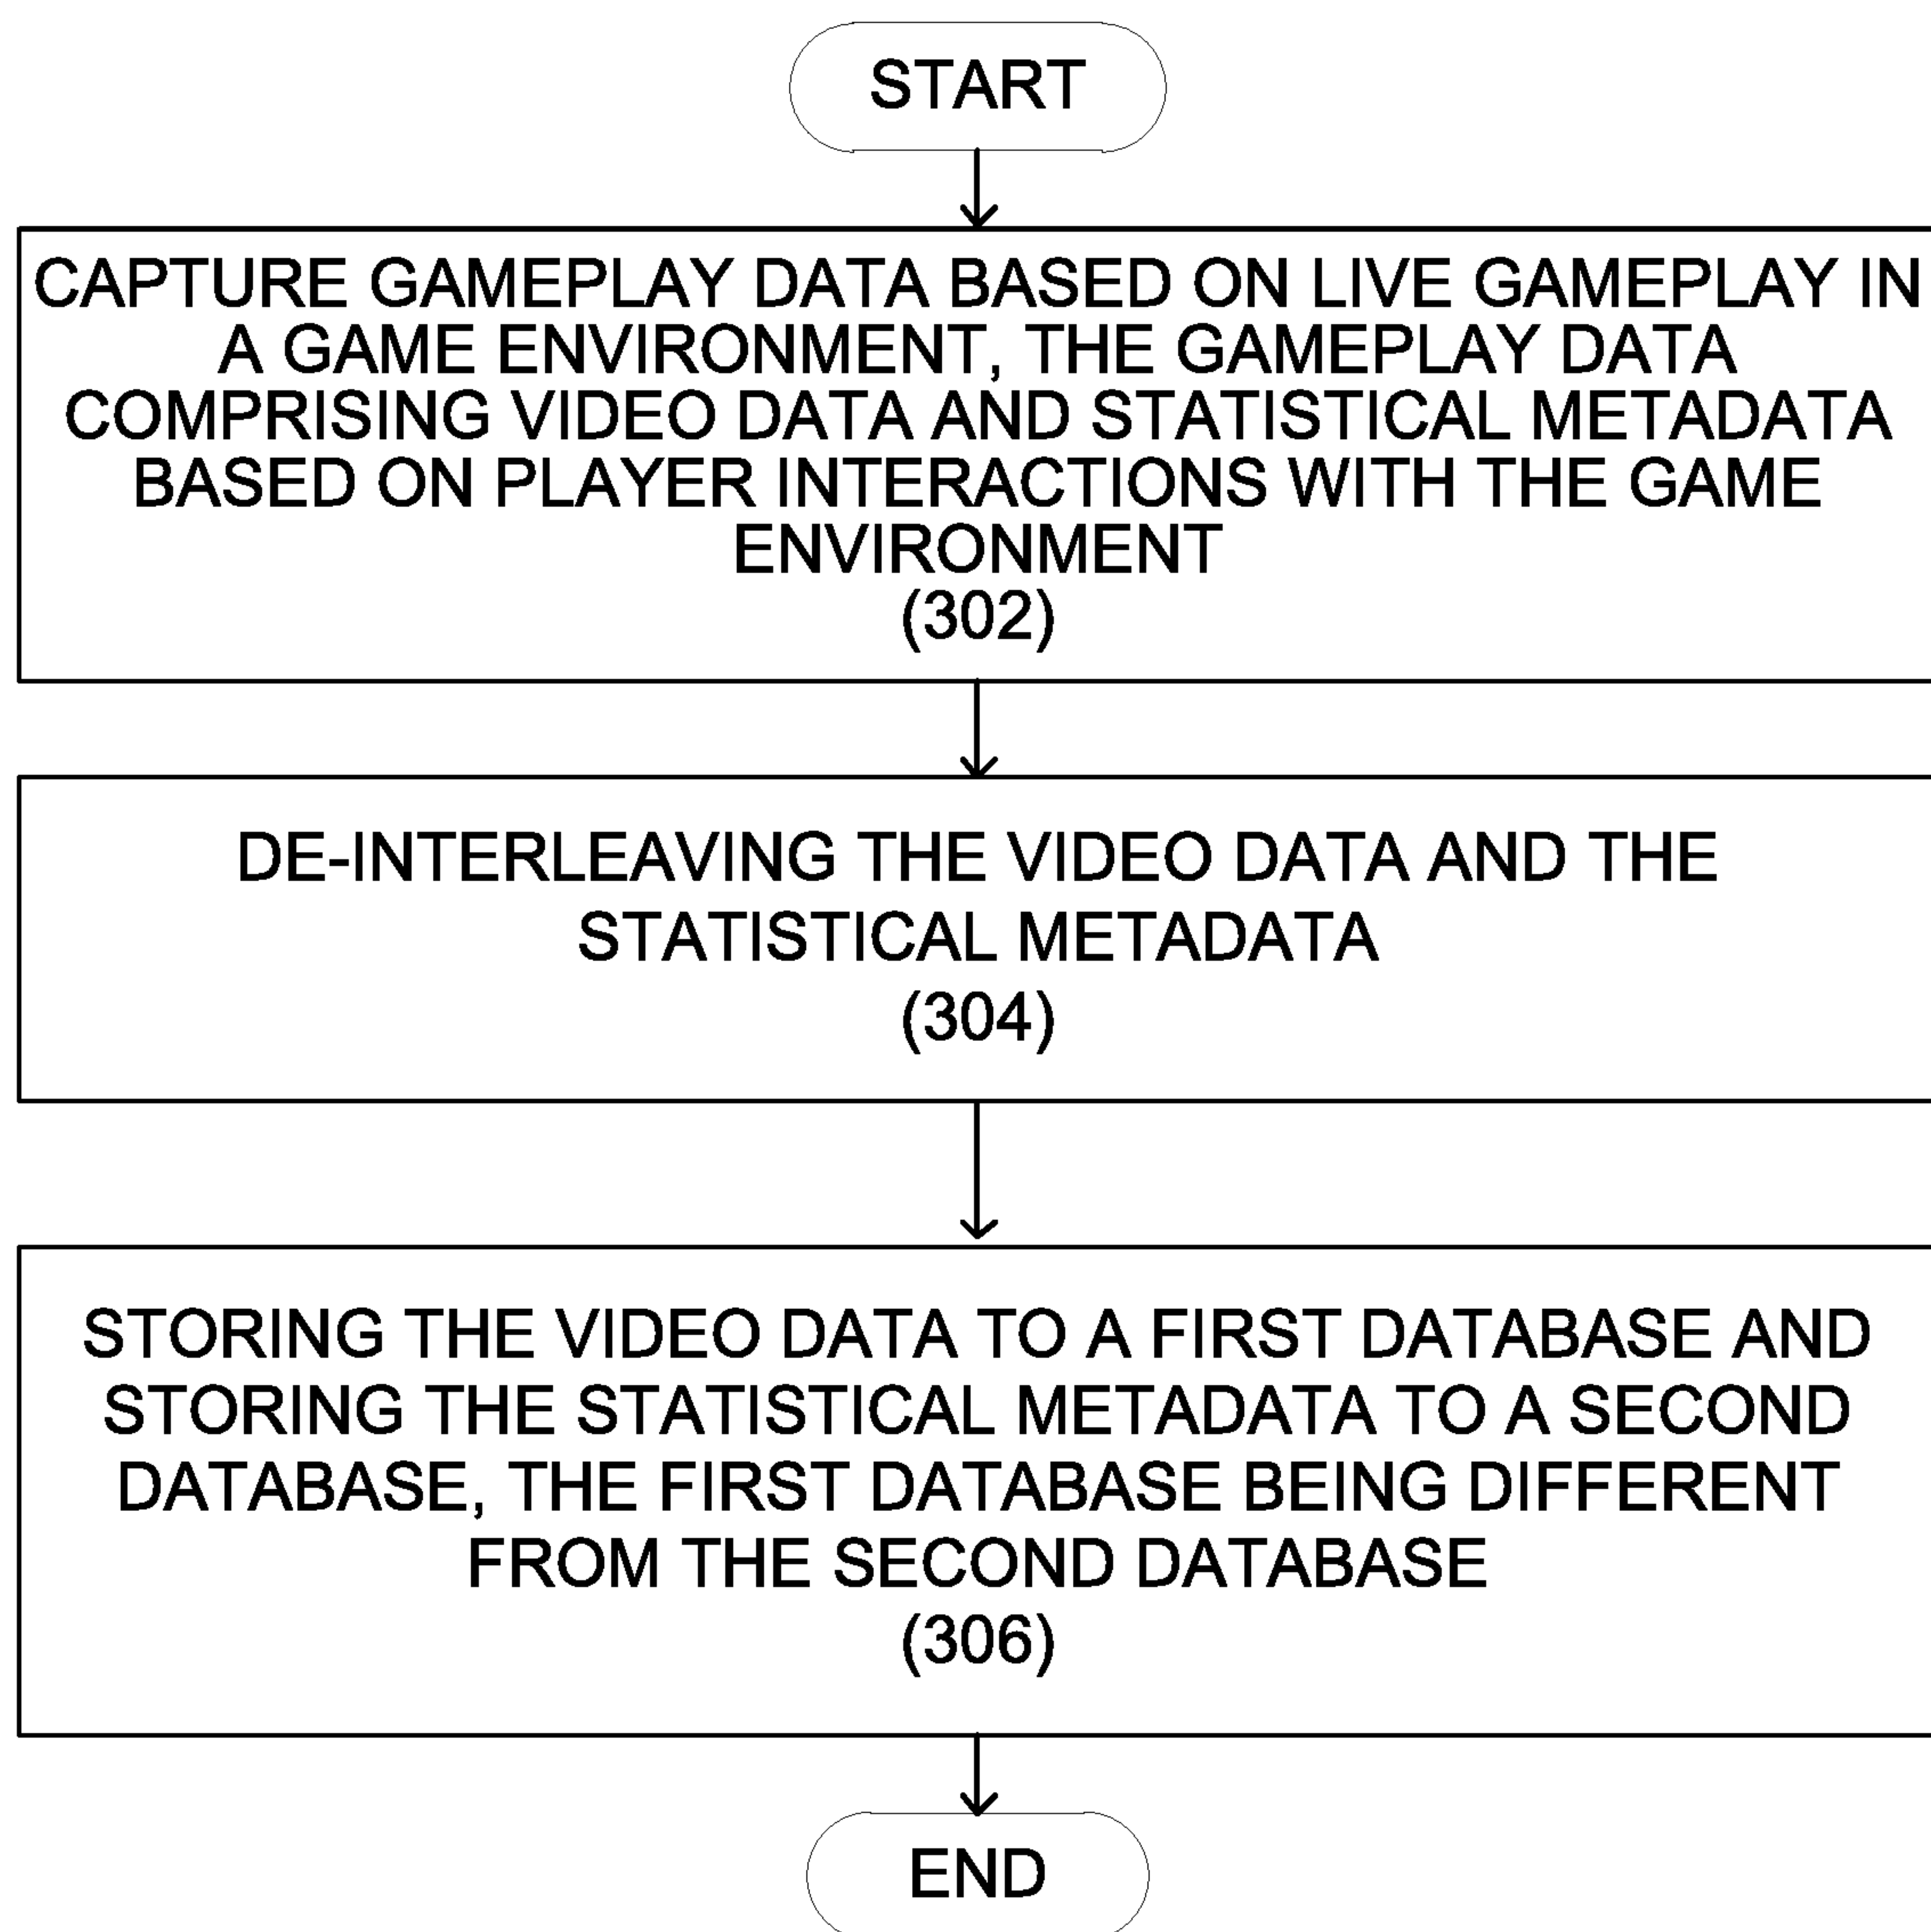 START
CAPTURE GAMEPLAY DATA BASED ON LIVE GAMEPLAY IN
A GAME ENVIRONMENT, THE GAMEPLAY DATA
COMPRISING VIDEO DATA AND STATISTICAL METADATA
BASED ON PLAYER INTERACTIONS WITH THE GAME
ENVIRONMENT
(302)
DE-INTERLEAVING THE VIDEO DATA AND THE
STATISTICAL METADATA
(304)
STORING THE VIDEO DATA TO A FIRST DATABASE AND
STORING THE STATISTICAL METADATA TO A SECOND
DATABASE, THE FIRST DATABASE BEING DIFFERENT
FROM THE SECOND DATABASE
(306)
END